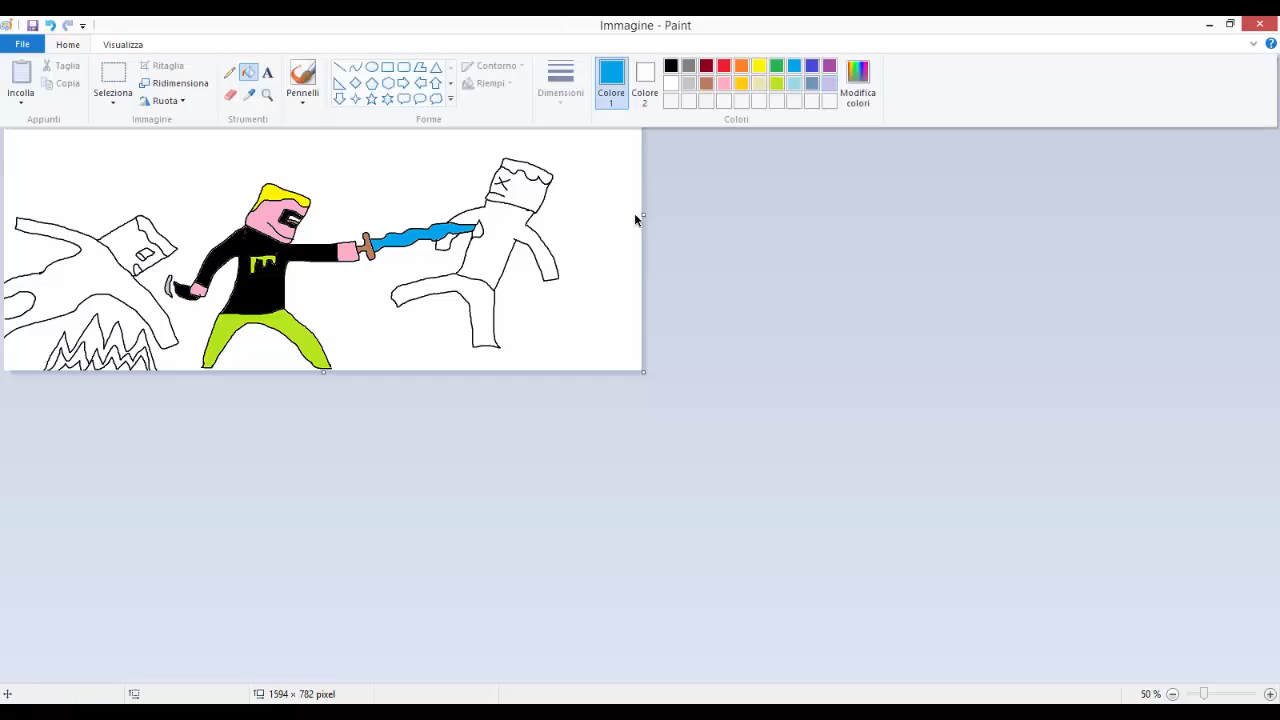 Immagine - Paint
File Home Visualizza
Incolla
Taglia
Copia
Appunti
Seleziona
Ritaglia
Ridimensiona
Ruota
Immagine
A
Strumenti
Pennelli
Contorno
Riempi
Forme
Dimensioni
Colore
1
Colore
2
Modifica
colori
Colori
1594 × 782 pixel
50 %